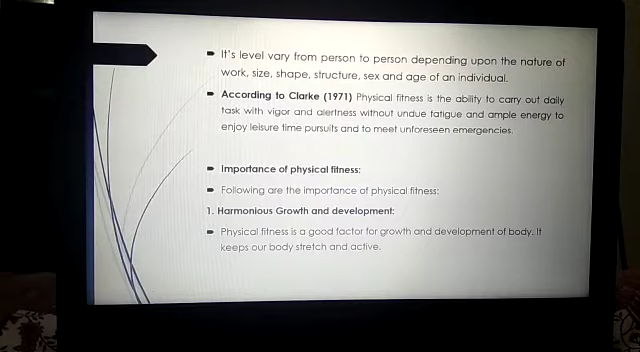 It's level vary from person to person depending upon the nature of
work, size, shape, structure, sex and age of an individual.
According to Clarke (1971) Physical fitness is the ability to carry out daily
task with vigor and alertness without undue fatigue and ample energy to
enjoy leisure time pursuits and to meet unforeseen emergencies.
Importance of physical fitness:
Following are the importance of physical fitness:
1. Harmonious Growth and development:
Physical fitness is a good factor for growth and development of body. It
keeps our body stretch and active.